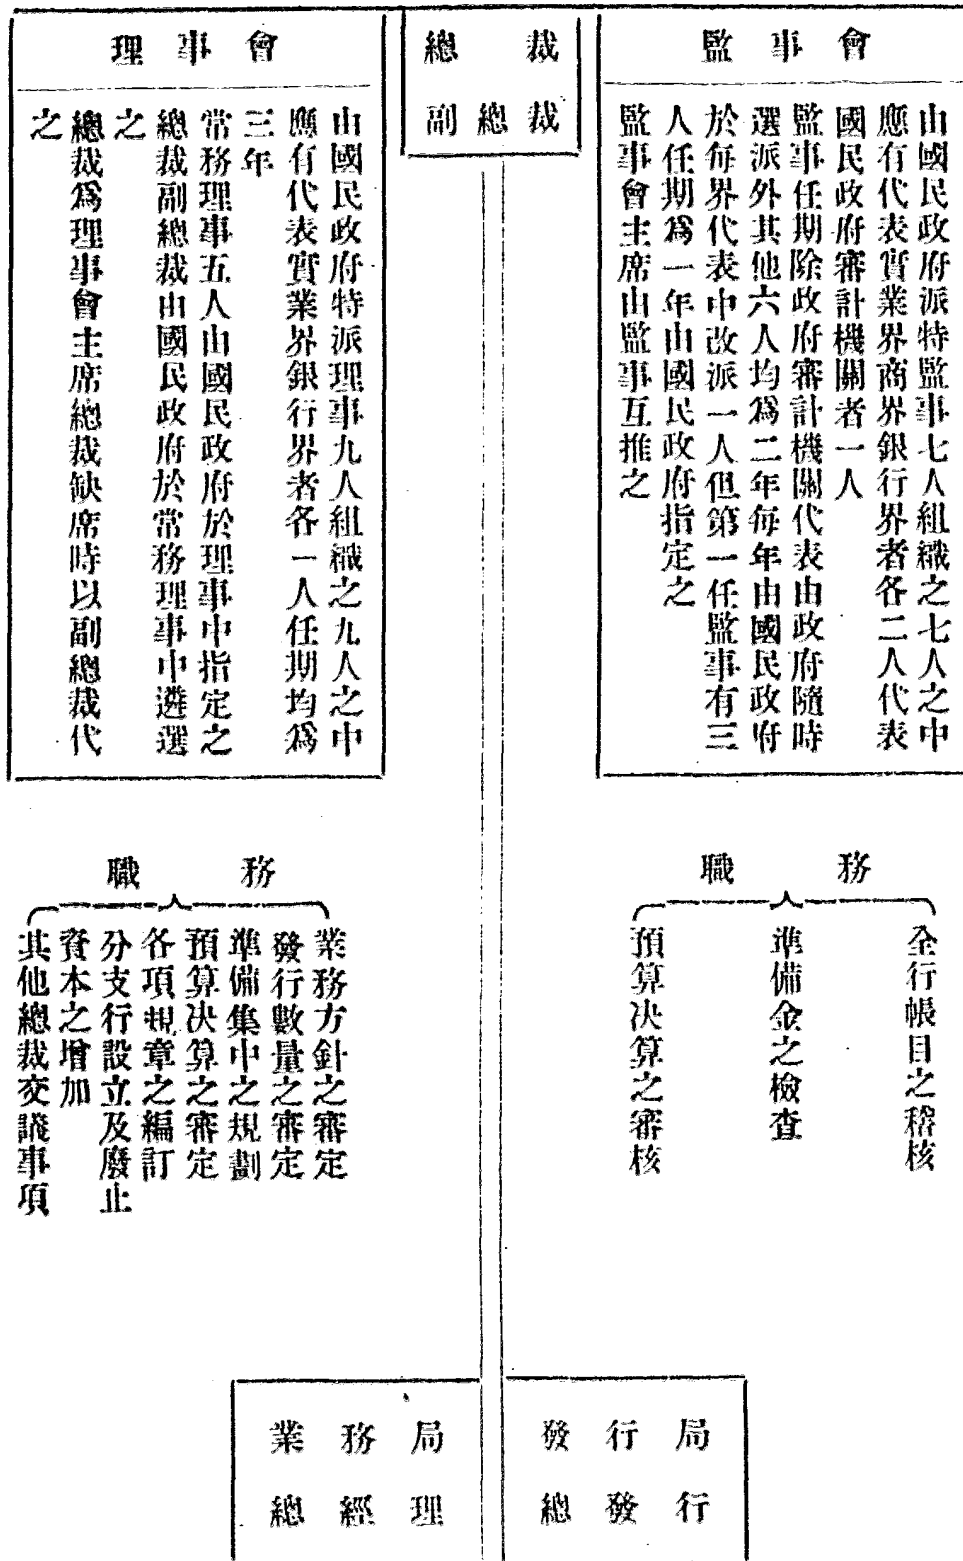 監事會
由國民政府派特監事七人組織之七人之中
應有代表實業界商界銀行界者各二人代表
國民政府審計機關者一人
監事任期除政府審計機關代表由政府隨時
選派外其他六人均爲二年每年由國民政府
於每界代表中改派一人但第一任監事有三
人任期爲一年由國民政府指定之
監事會主席由監事互推之
總裁
副總裁
理事會
由國民政府特派理事九人組織之九人之中
應有代表實業界銀行界者各一人任期均爲
三年
常務理事五人由國民政府於理事中指定之
總裁副總裁由國民政府於常務理事中遴選
之
總裁爲理事會主席總裁缺席時以副總裁代
之
職務
全行帳目之稽核
準備金之檢查
預算決算之審核
職務
業務方針之審定
發行數量之審定
準備集中之規劃
預算決算之審定
各項規章之編訂
分支行設立及廢止
資本之增加
其他總裁交議事項
發行局
總發行
業務局
總經理